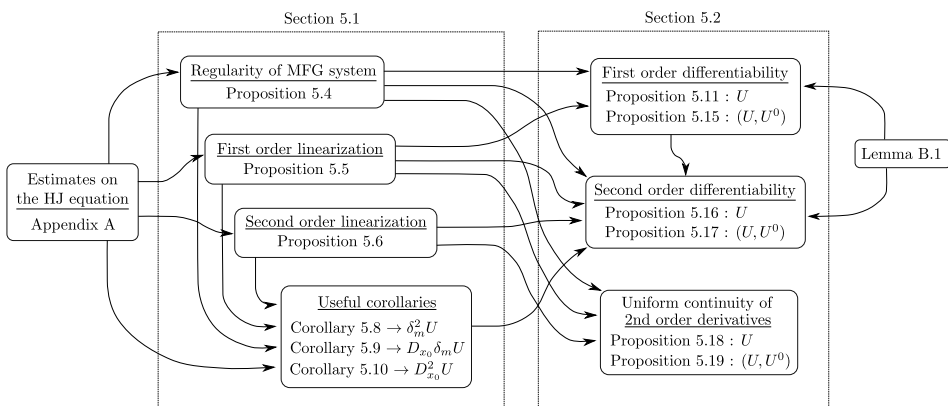 Section 5.1
Section 5.2
Regularity of MFG system
Proposition 5.4
First order differentiability
Proposition 5.11 : U
Proposition 5.15 : (U, U⁰)
First order linearization
Proposition 5.5
Lemma B.1
Estimates on
the HJ equation
Appendix A
Second order differentiability
Proposition 5.16 : U
Proposition 5.17 : (U, U⁰)
Second order linearization
Proposition 5.6
Useful corollaries
Corollary 5.8 → δ²ₘU
Corollary 5.9 → Dₓ₀δₘU
Corollary 5.10 → D²ₓ₀U
Uniform continuity of
2nd order derivatives
Proposition 5.18 : U
Proposition 5.19 : (U, U⁰)